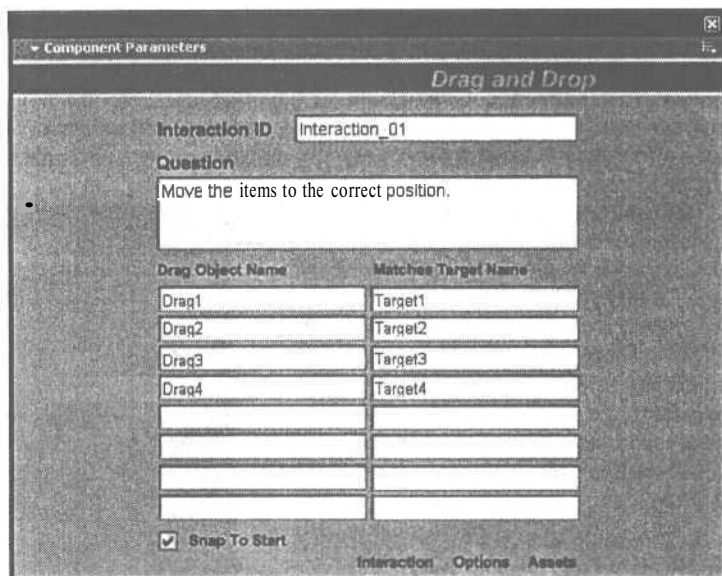 Component Parameters
Drag and Drop
Interaction ID Interaction_01
Question
Move the items to the correct position.
Drag Object Name Matches Target Name
Drag1 Target1
Drag2 Target2
Drag3 Target3
Drag4 Target4
Snap To Start
Interaction Options Assets